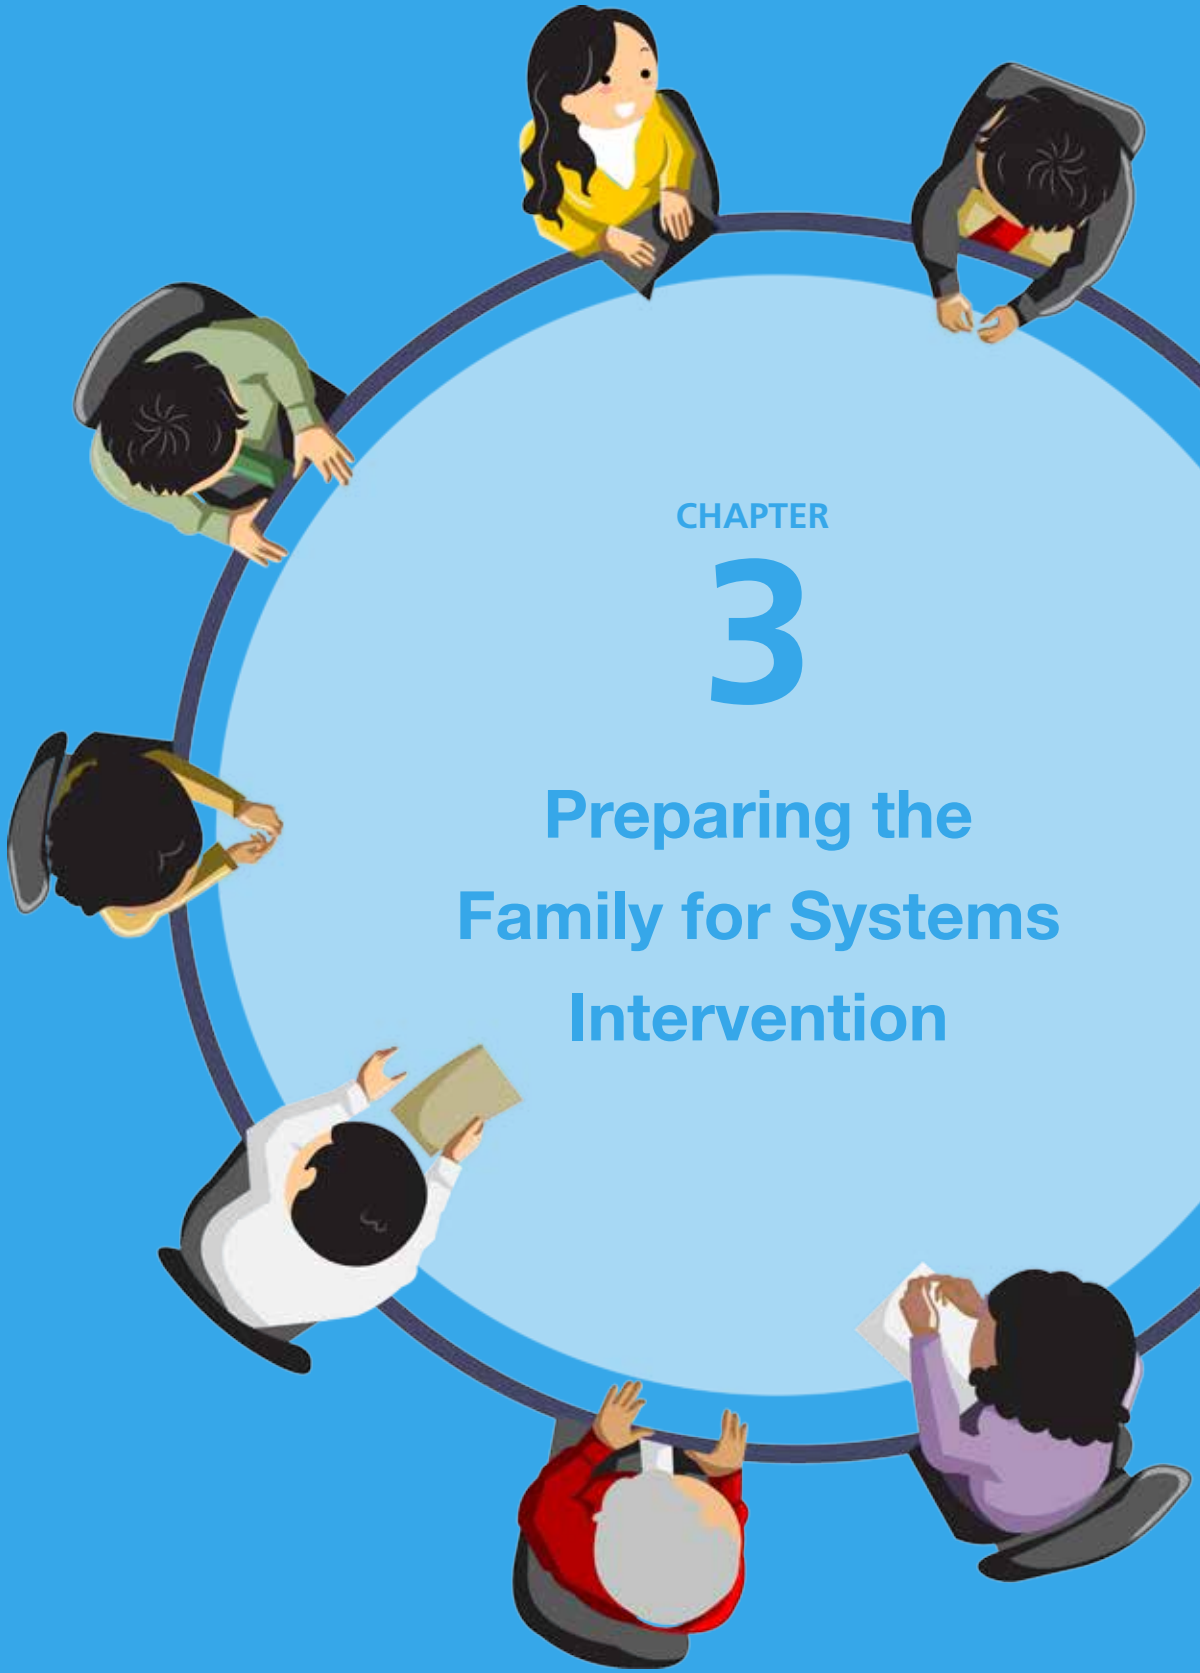 CHAPTER
3
Preparing the
Family for Systems
Intervention